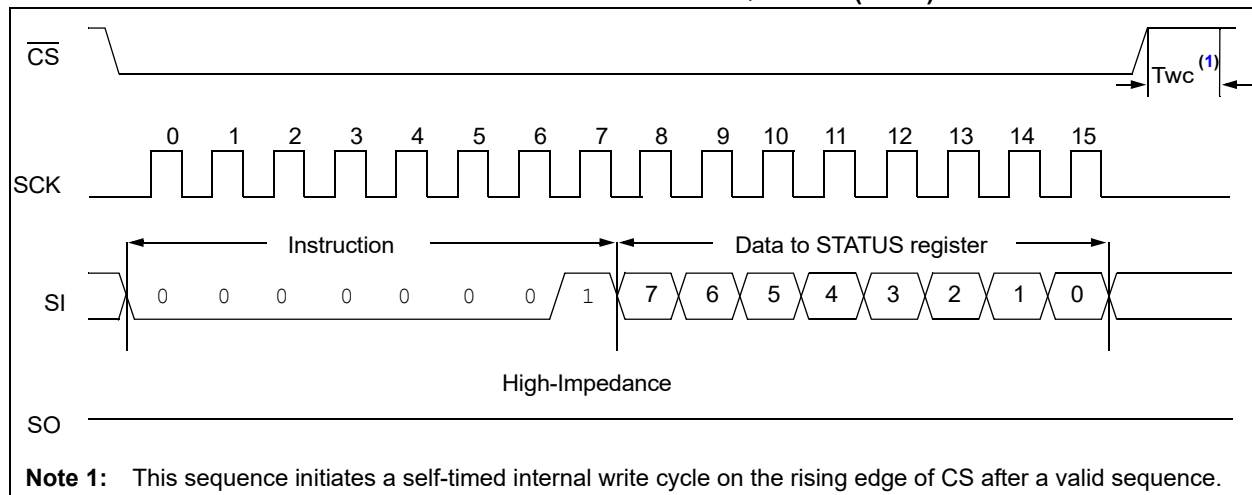 CS
Twc (1)
0 1 2 3 4 5 6 7 8 9 10 11 12 13 14 15
SCK
Instruction Data to STATUS register
SI 0 0 0 0 0 0 0 1 7 6 5 4 3 2 1 0
High-Impedance
SO
Note 1: This sequence initiates a self-timed internal write cycle on the rising edge of CS after a valid sequence.